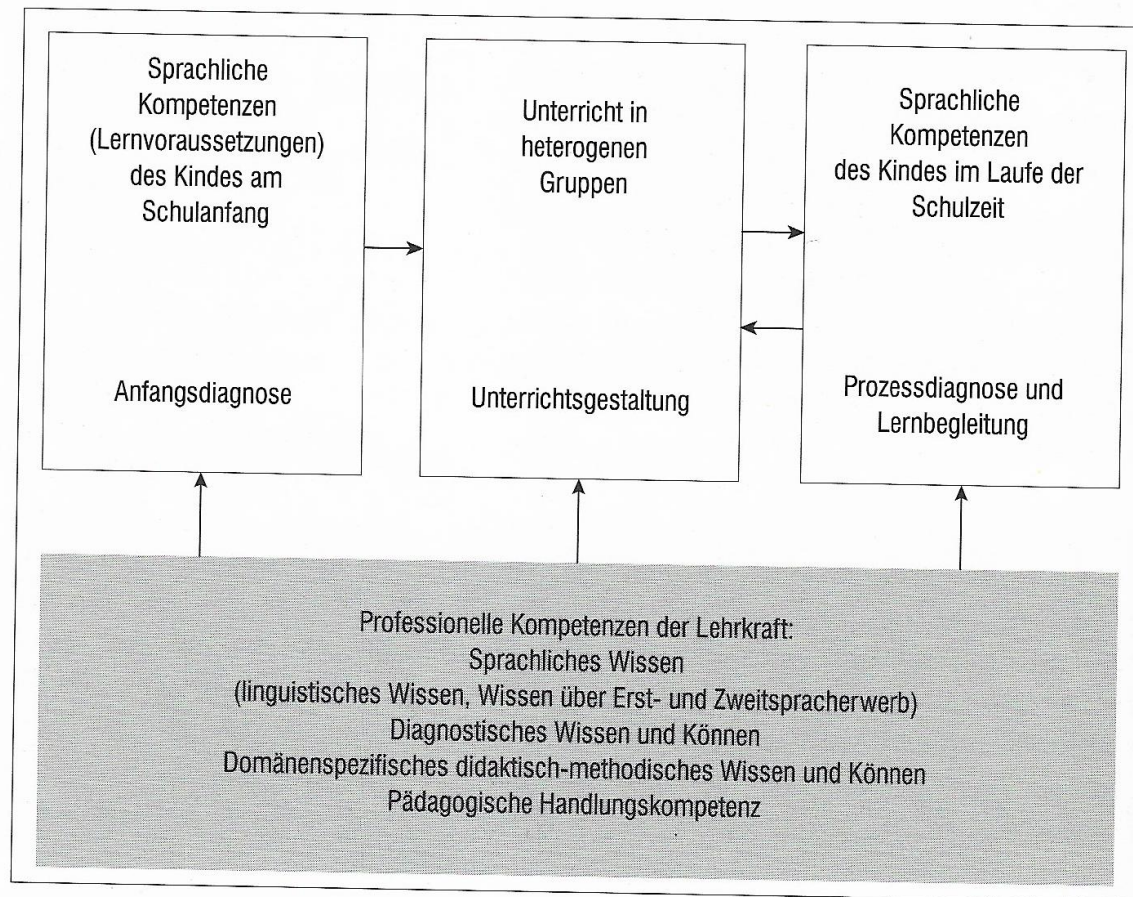 Sprachliche
Kompetenzen
(Lernvoraussetzungen)
des Kindes am
Schulanfang
Anfangsdiagnose
Unterricht in
heterogenen
Gruppen
Unterrichtsgestaltung
Sprachliche
Kompetenzen
des Kindes im Laufe der
Schulzeit
Prozessdiagnose und
Lernbegleitung
Professionelle Kompetenzen der Lehrkraft:
Sprachliches Wissen
(linguistisches Wissen, Wissen über Erst- und Zweitspracherwerb)
Diagnostisches Wissen und Können
Domänenspezifisches didaktisch-methodisches Wissen und Können
Pädagogische Handlungskompetenz